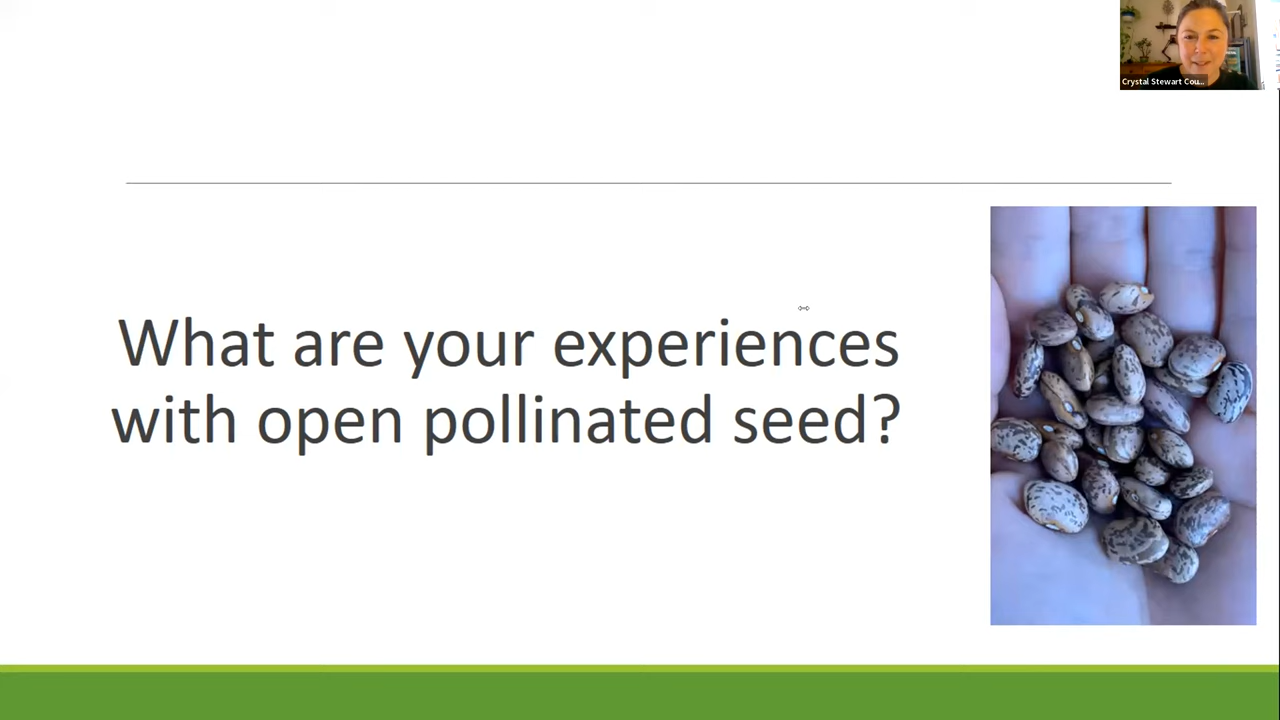 Crystal Stewart Cou...
What are your experiences
with open pollinated seed?